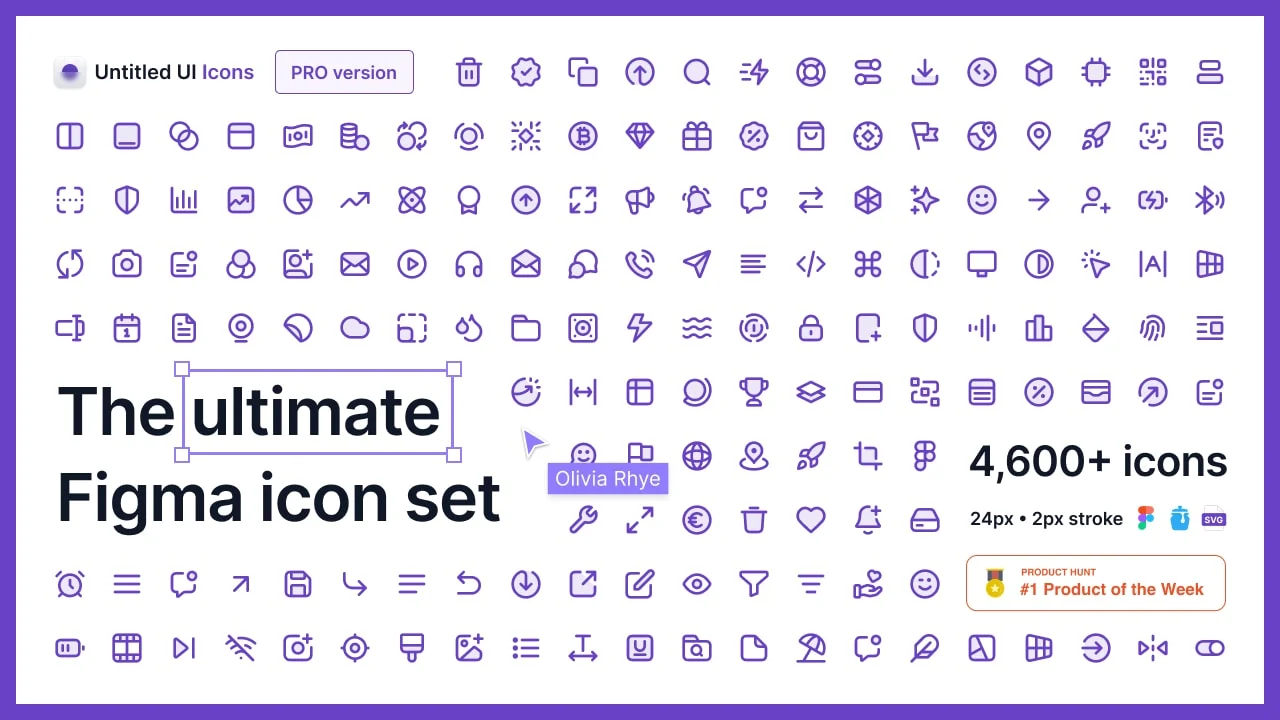 Untitled UI Icons
PRO version
The ultimate
Figma icon set
Olivia Rhye
4,600+ icons
24px • 2px stroke
SVG
PRODUCT HUNT
#1 Product of the Week